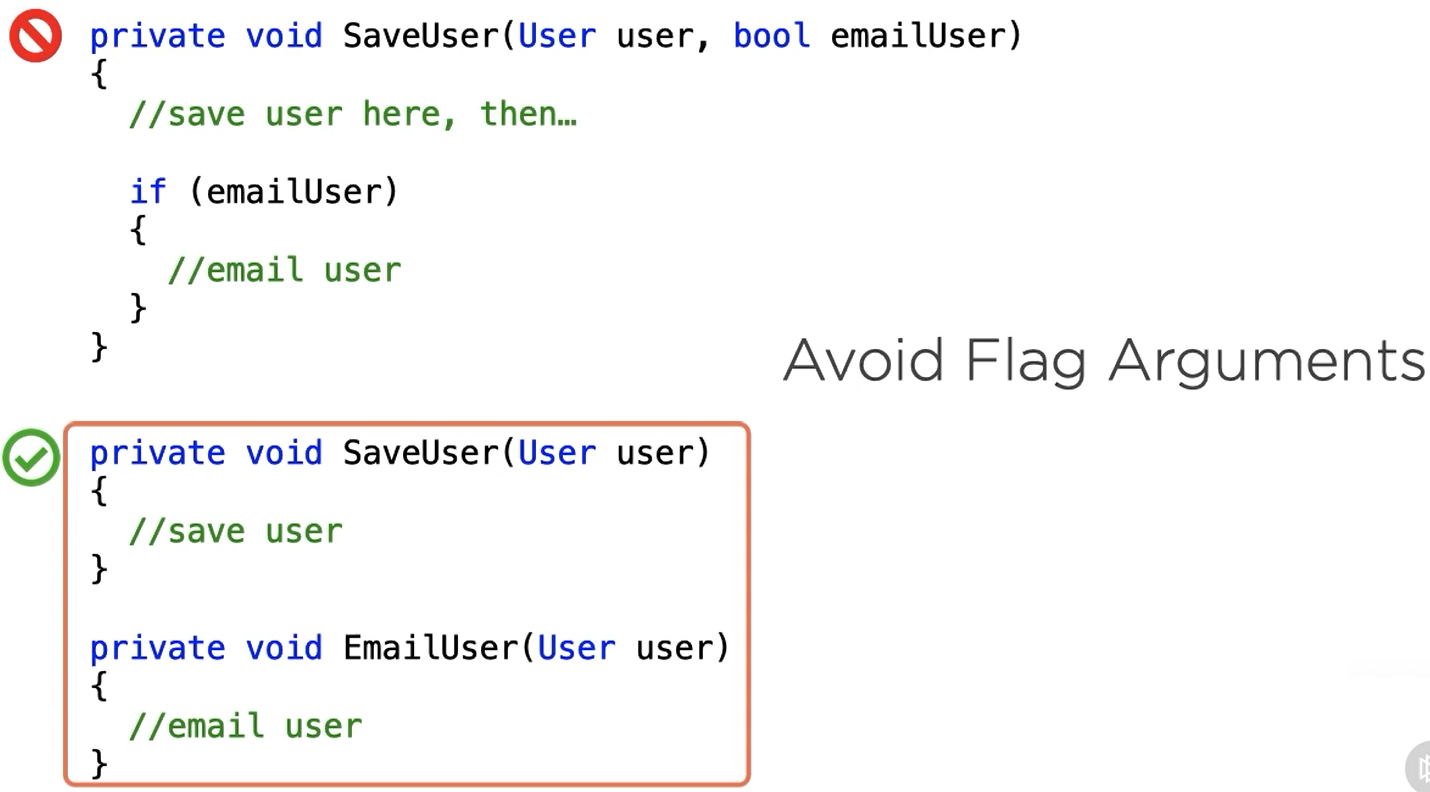 private void SaveUser(User user, bool emailUser)
{
//save user here, then…
if (emailUser)
{
//email user
}
}
Avoid Flag Arguments
private void SaveUser(User user)
{
//save user
}
private void EmailUser(User user)
{
//email user
}